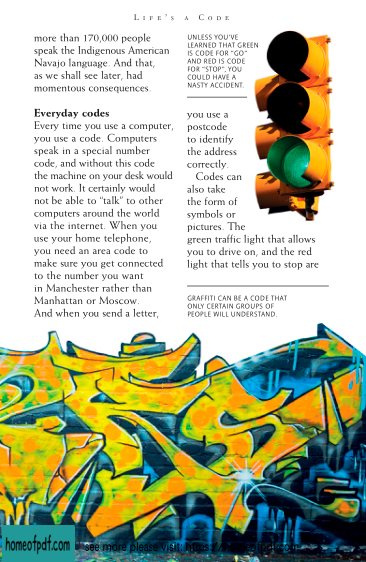 Life's a Code
more than 170,000 people
speak the Indigenous American
Navajo language. And that,
as we shall see later, had
momentous consequences.
Everyday codes
Every time you use a computer,
you use a code. Computers
speak in a special number
code, and without this code
the machine on your desk would
not work. It certainly would
not be able to "talk" to other
computers around the world
via the internet. When you
use your home telephone,
you need an area code to
make sure you get connected
to the number you want
in Manchester rather than
Manhattan or Moscow.
And when you send a letter,
UNLESS YOU'VE
LEARNED THAT GREEN
IS CODE FOR "GO"
AND RED IS CODE
FOR "STOP", YOU
COULD HAVE A
NASTY ACCIDENT.
you use a
postcode
to identify
the address
correctly.
Codes can
also take
the form of
symbols or
pictures. The
green traffic light that allows
you to drive on, and the red
light that tells you to stop are
GRAFFITI CAN BE A CODE THAT
ONLY CERTAIN GROUPS OF
PEOPLE WILL UNDERSTAND.
homeofpdf.com
see more please visit: https://